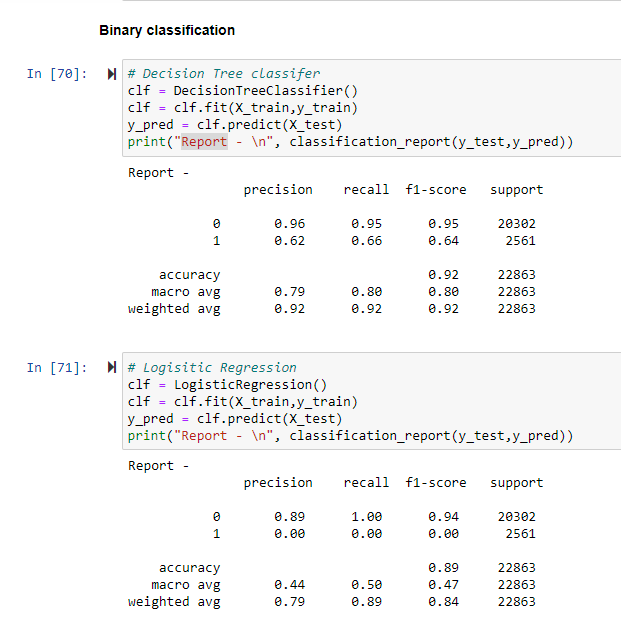 Binary classification
In [70]: # Decision Tree classifer
clf = DecisionTreeClassifier()
clf = clf.fit(X_train,y_train)
y_pred = clf.predict(X_test)
print("Report - \n", classification_report(y_test,y_pred))
Report -
precision recall f1-score support
0 0.96 0.95 0.95 20302
1 0.62 0.66 0.64 2561
accuracy 0.92 22863
macro avg 0.79 0.80 0.80 22863
weighted avg 0.92 0.92 0.92 22863
In [71]: # Logisitic Regression
clf = LogisticRegression()
clf = clf.fit(X_train,y_train)
y_pred = clf.predict(X_test)
print("Report - \n", classification_report(y_test,y_pred))
Report -
precision recall f1-score support
0 0.89 1.00 0.94 20302
1 0.00 0.00 0.00 2561
accuracy 0.89 22863
macro avg 0.44 0.50 0.47 22863
weighted avg 0.79 0.89 0.84 22863